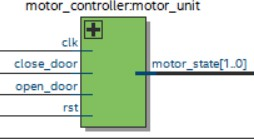 motor_controller:motor_unit
clk
close_door
motor_state[1..0]
open_door
rst